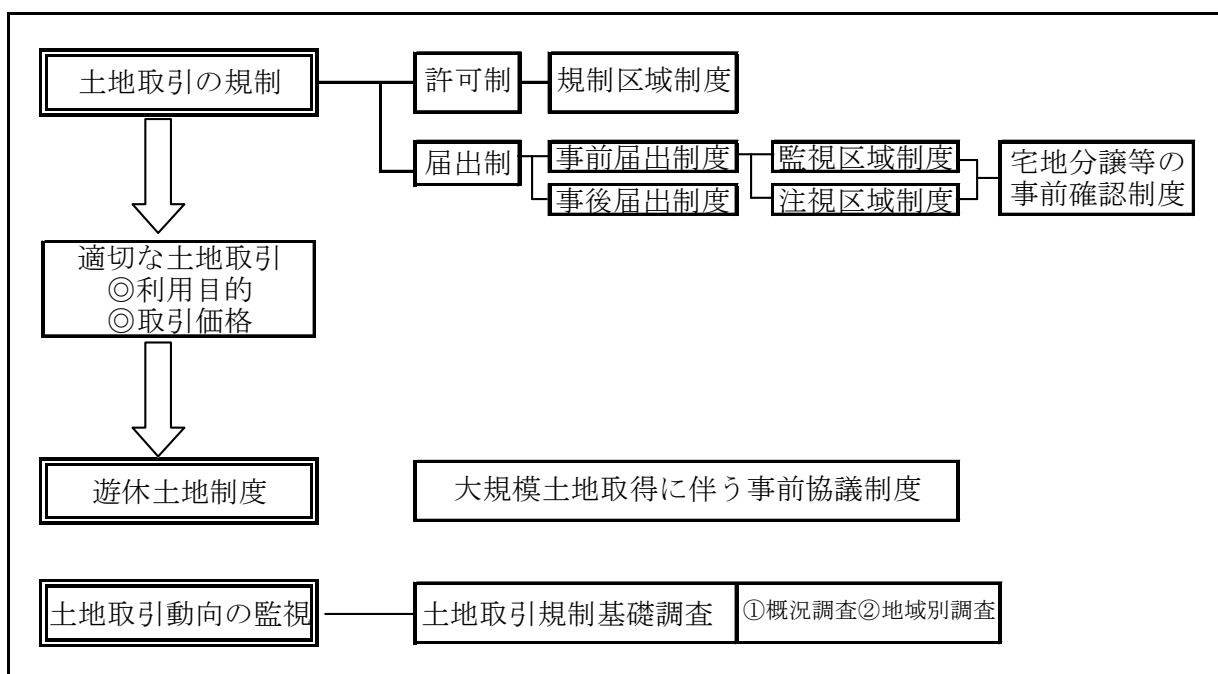 土地取引の規制
許可制
規制区域制度
届出制
事前届出制度
監視区域制度
事後届出制度
注視区域制度
宅地分譲等の
事前確認制度
適切な土地取引
◎利用目的
◎取引価格
遊休土地制度
大規模土地取得に伴う事前協議制度
土地取引動向の監視
土地取引規制基礎調査
①概況調査②地域別調査